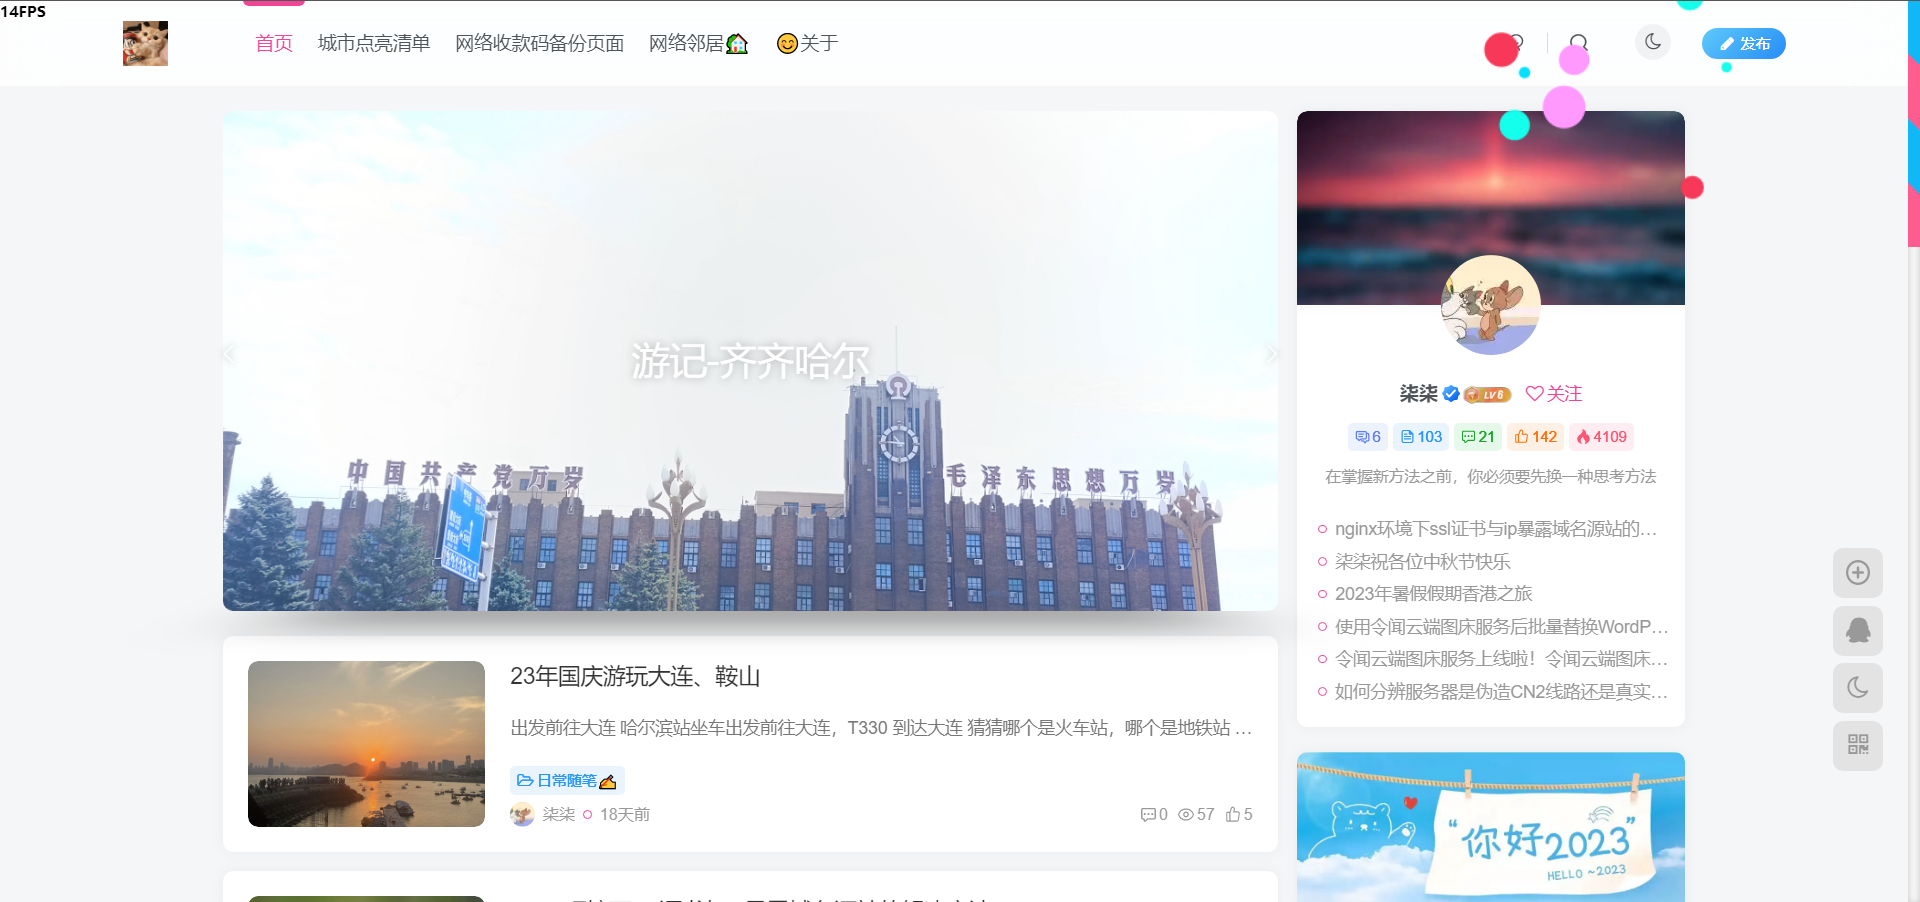 14FPS
首页 城市点亮清单 网络收款码备份页面 网络邻居 关于
发布
游记-齐齐哈尔
中国共产党万岁
毛泽东思想万岁
柒柒 LV6 关注
6 103 21 142 4109
在掌握新方法之前，你必须要先换一种思考方法
nginx环境下ssl证书与ip暴露域名源站的…
柒柒祝各位中秋节快乐
2023年暑假假期香港之旅
使用令闻云端图床服务后批量替换WordP…
令闻云端图床服务上线啦！令闻云端图床…
如何分辨服务器是伪造CN2线路还是真实…
23年国庆游玩大连、鞍山
出发前往大连 哈尔滨站坐车出发前往大连，T330 到达大连 猜猜哪个是火车站，哪个是地铁站 …
日常随笔
柒柒 18天前
0 57 5
“你好2023”
HELLO ~2023